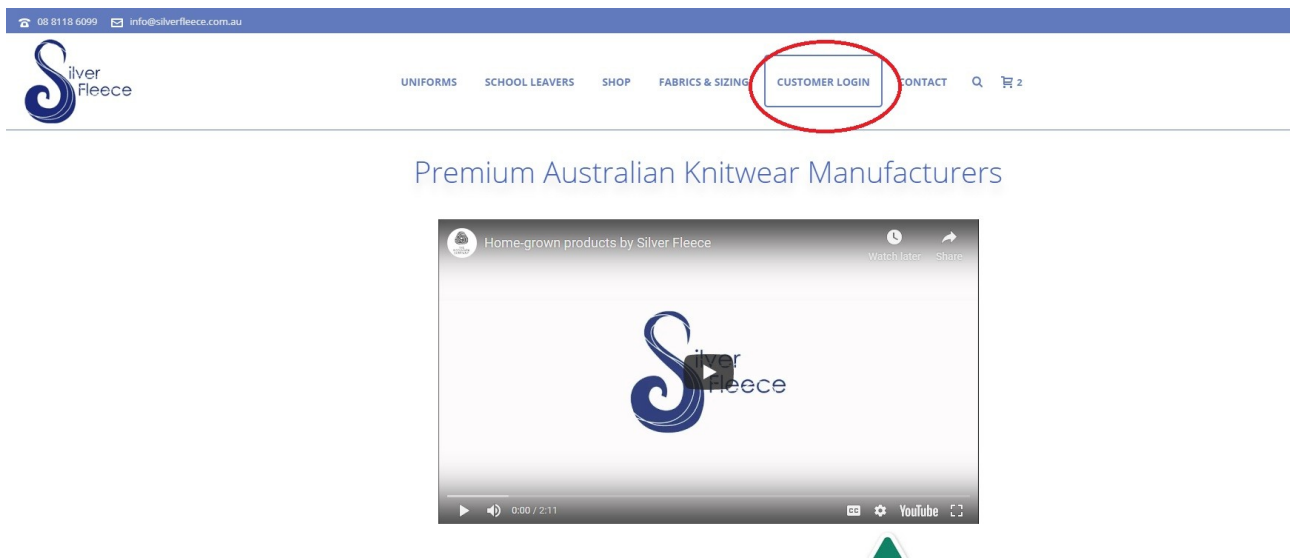 08 8118 6099 info@silverfleece.com.au
Silver
Fleece
UNIFORMS SCHOOL LEAVERS SHOP FABRICS & SIZING CUSTOMER LOGIN CONTACT 2
Premium Australian Knitwear Manufacturers
Home-grown products by Silver Fleece
Watch later Share
Silver
Fleece
0:00 / 2:11 CC YouTube